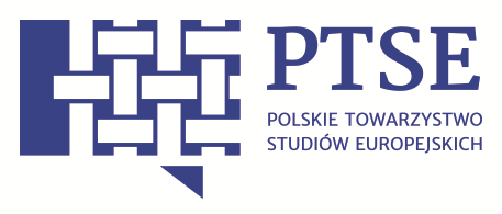 PTSE
POLSKIE TOWARZYSTWO
STUDIÓW EUROPEJSKICH